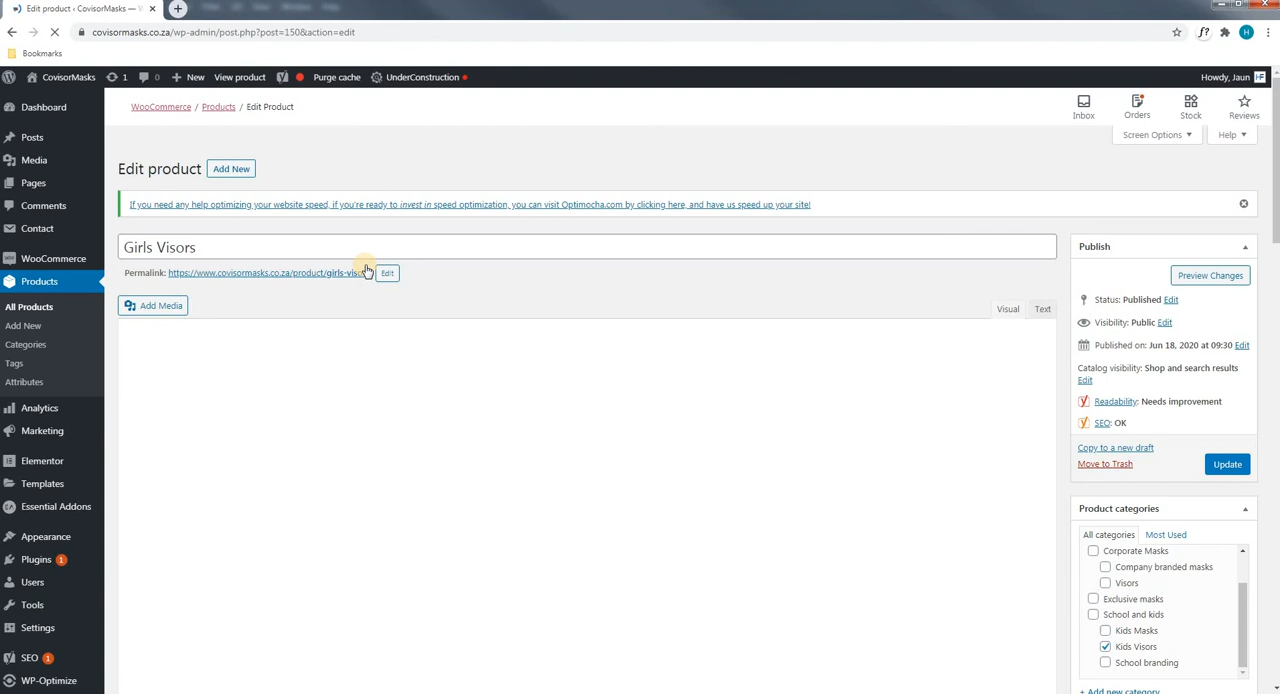 Edit product ‹ CovisorMasks — W
covisormasks.co.za/wp-admin/post.php?post=150&action=edit
Bookmarks
CovisorMasks 1 0 New View product Purge cache UnderConstruction Howdy, Jaun
Dashboard
Posts
Media
Pages
Comments
Contact
WooCommerce
Products
All Products
Add New
Categories
Tags
Attributes
Analytics
Marketing
Elementor
Templates
Essential Addons
Appearance
Plugins 1
Users
Tools
Settings
SEO 1
WP-Optimize
WooCommerce / Products / Edit Product
Inbox Orders Stock Reviews
Screen Options Help
Edit product Add New
If you need any help optimizing your website speed, if you're ready to invest in speed optimization, you can visit Optimocha.com by clicking here, and have us speed up your site!
Girls Visors
Permalink: https://www.covisormasks.co.za/product/girls-vis Edit
Add Media
Visual Text
Publish
Preview Changes
Status: Published Edit
Visibility: Public Edit
Published on: Jun 18, 2020 at 09:30 Edit
Catalog visibility: Shop and search results
Edit
Readability: Needs improvement
SEO: OK
Copy to a new draft
Move to Trash Update
Product categories
All categories Most Used
Corporate Masks
Company branded masks
Visors
Exclusive masks
School and kids
Kids Masks
Kids Visors
School branding
+ Add new category